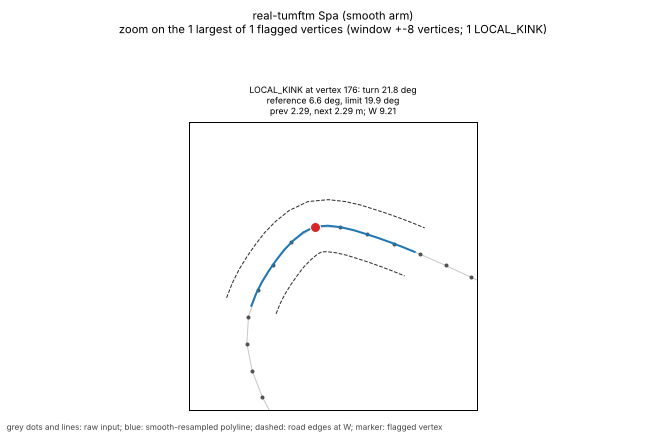 real-tumftm Spa (smooth arm)
zoom on the 1 largest of 1 flagged vertices (window +-8 vertices; 1 LOCAL_KINK)
LOCAL_KINK at vertex 176: turn 21.8 deg
reference 6.6 deg, limit 19.9 deg
prev 2.29, next 2.29 m; W 9.21
grey dots and lines: raw input; blue: smooth-resampled polyline; dashed: road edges at W; marker: flagged vertex